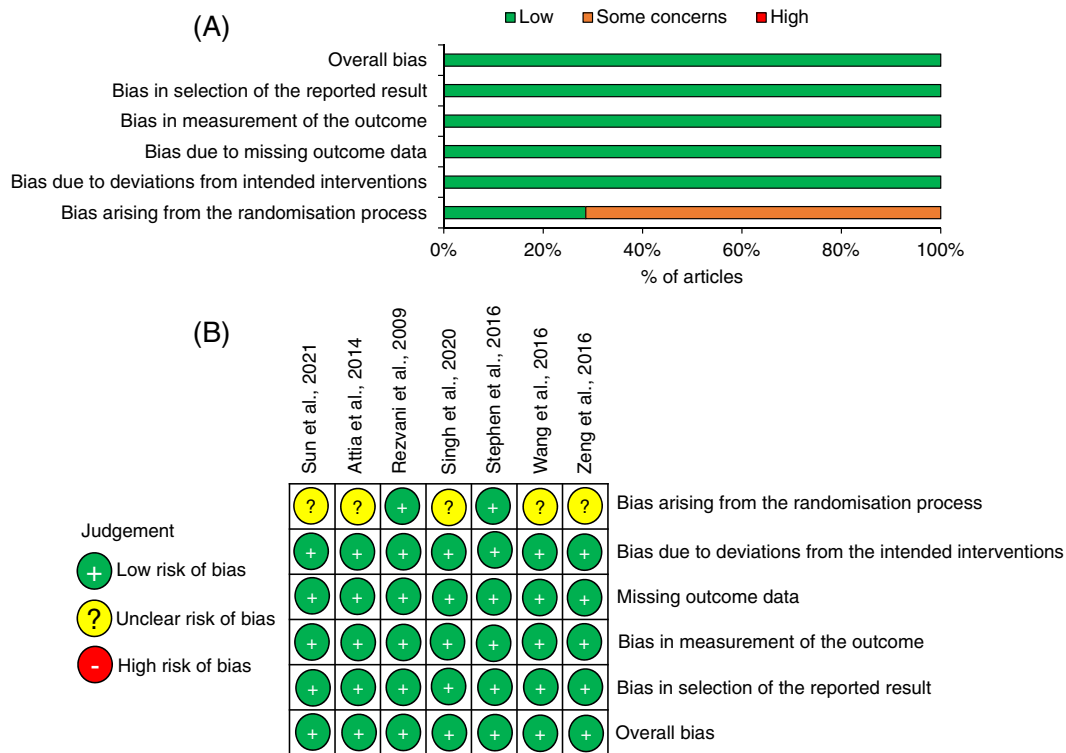 (A)
Low Some concerns High
Overall bias
Bias in selection of the reported result
Bias in measurement of the outcome
Bias due to missing outcome data
Bias due to deviations from intended interventions
Bias arising from the randomisation process
0% 20% 40% 60% 80% 100%
% of articles
(B)
Sun et al., 2021
Attia et al., 2014
Rezvani et al., 2009
Singh et al., 2020
Stephen et al., 2016
Wang et al., 2016
Zeng et al., 2016
? ? + ? + ? ? Bias arising from the randomisation process
+ + + + + + + Bias due to deviations from the intended interventions
+ + + + + + + Missing outcome data
+ + + + + + + Bias in measurement of the outcome
+ + + + + + + Bias in selection of the reported result
+ + + + + + + Overall bias
Judgement
+ Low risk of bias
? Unclear risk of bias
- High risk of bias